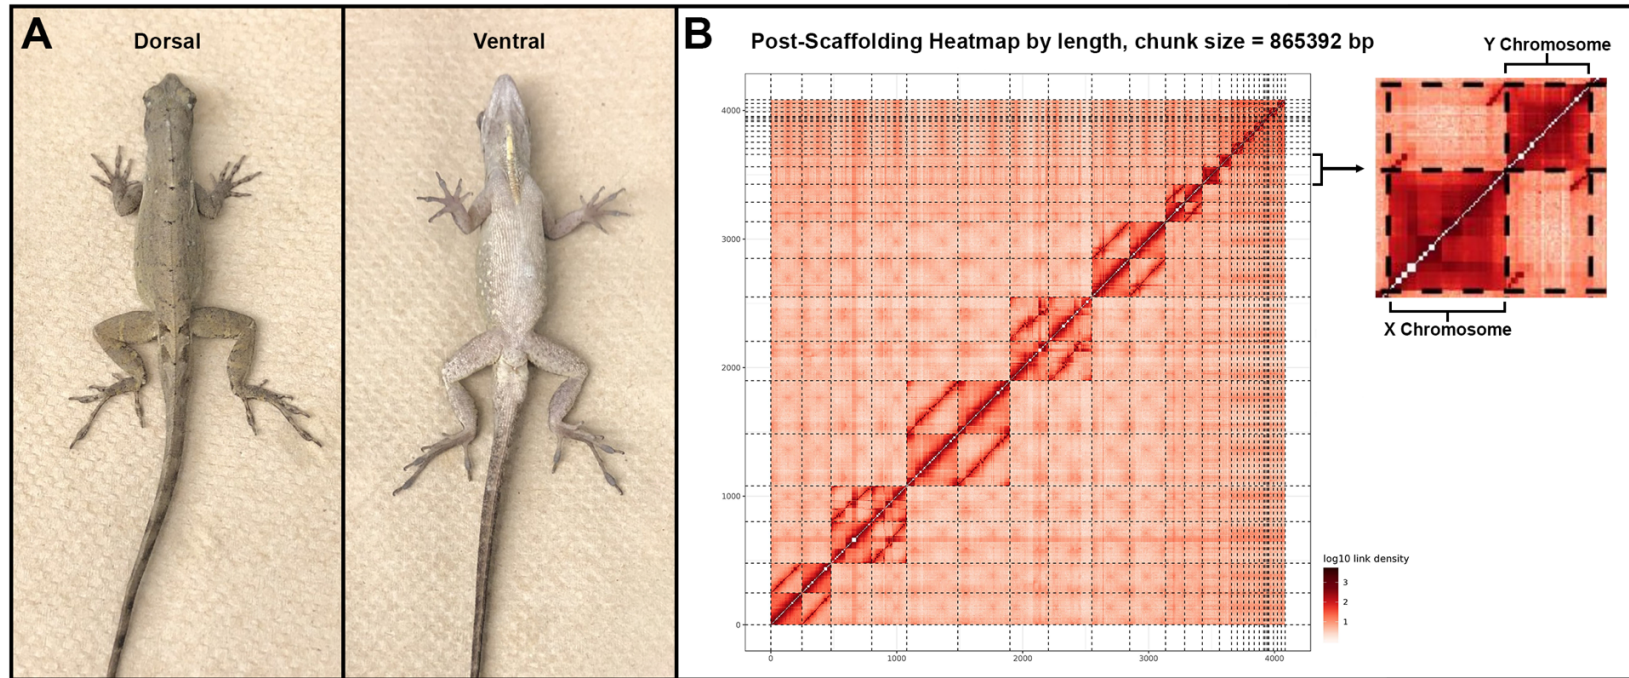 A
Dorsal
Ventral
B
Post-Scaffolding Heatmap by length, chunk size = 865392 bp
Y Chromosome
X Chromosome
4000
3000
2000
1000
0
0
1000
2000
3000
4000
log10 link density
3
2
1